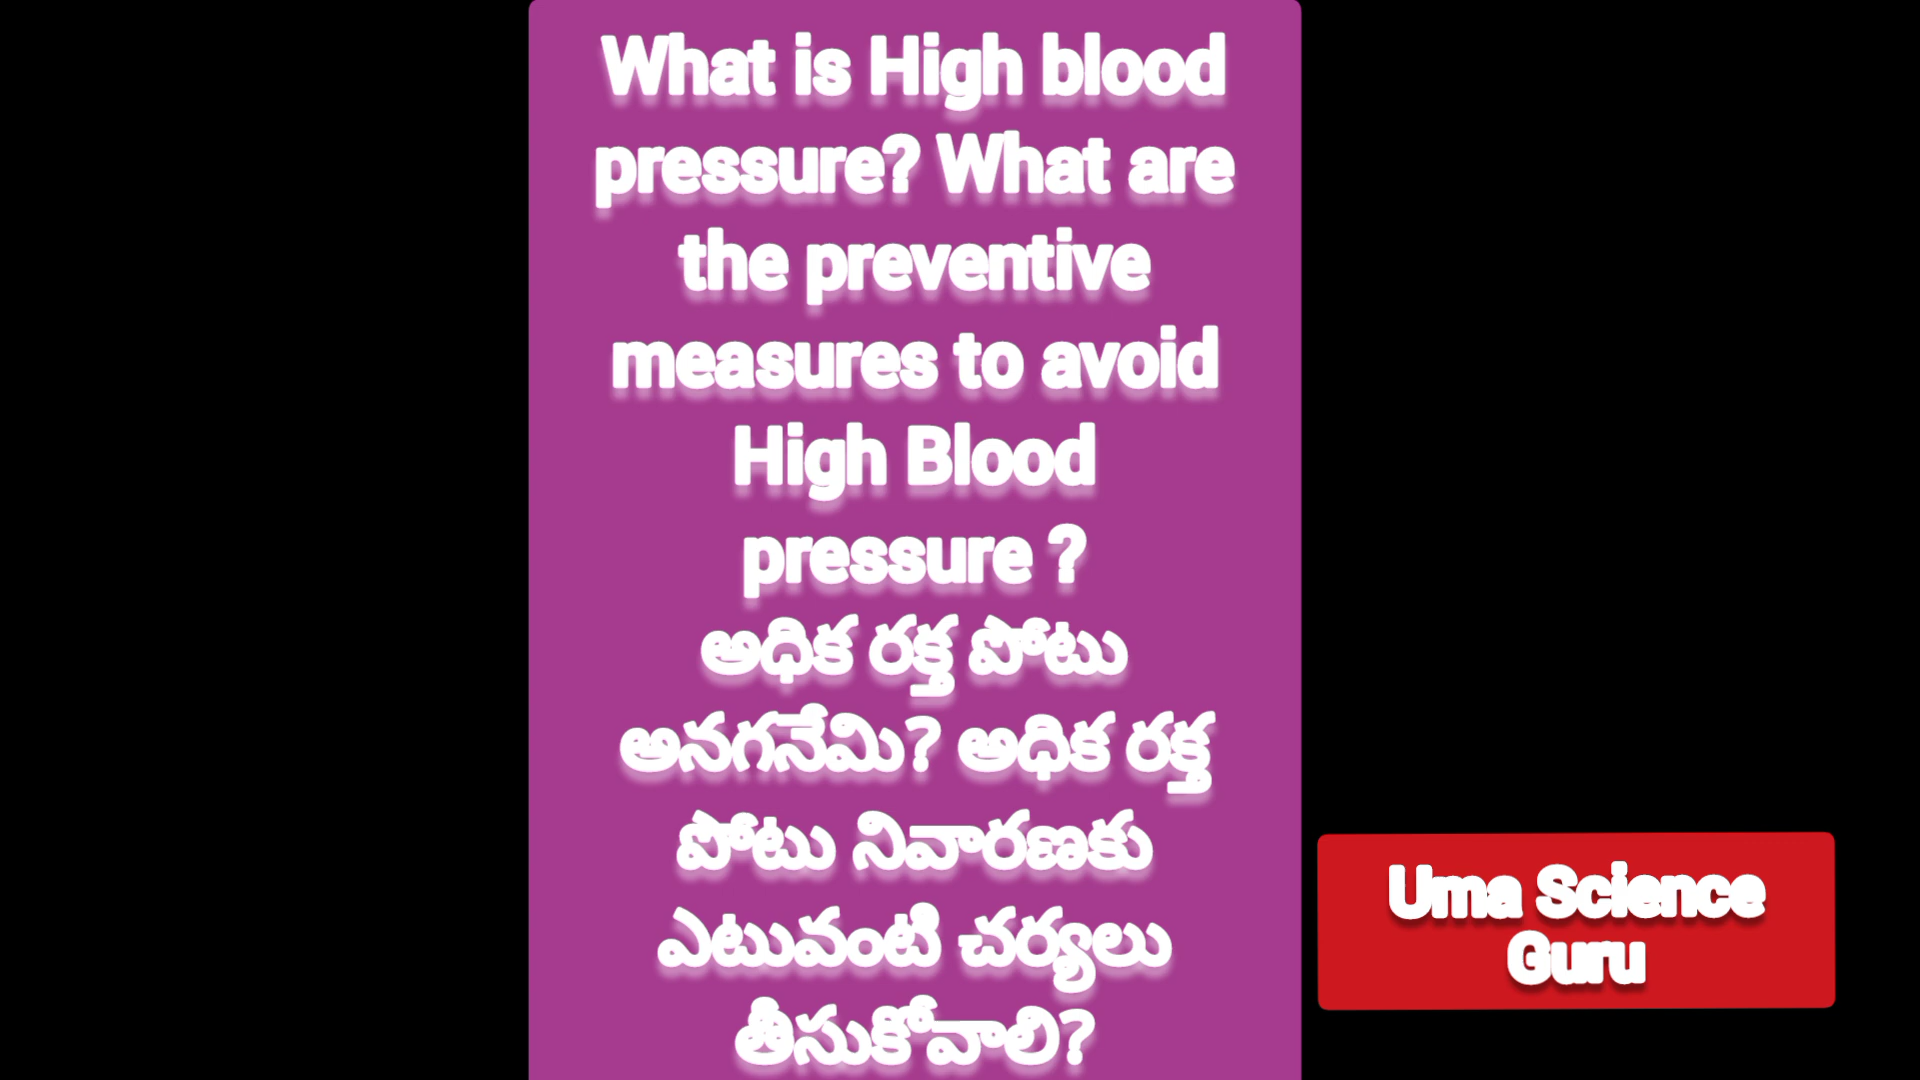 What is High blood
pressure? What are
the preventive
measures to avoid
High Blood
pressure ?
అధిక రక్త పోటు
అనగనేమి? అధిక రక్త
పోటు నివారణకు
ఎటువంటి చర్యలు
తీసుకోవాలి?
Uma Science
Guru